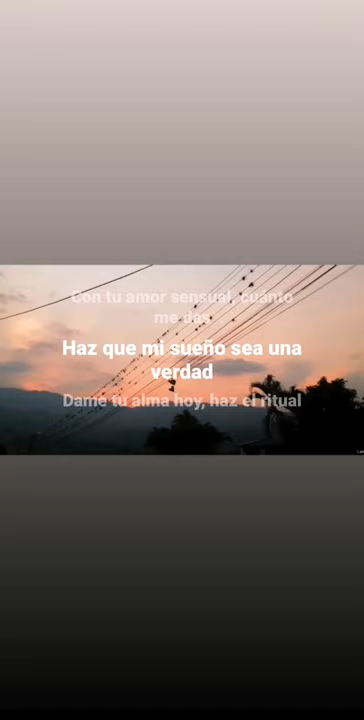 Con tu amor sensual, cuánto
me das
Haz que mi sueño sea una
verdad
Dame tu alma hoy, haz el ritual